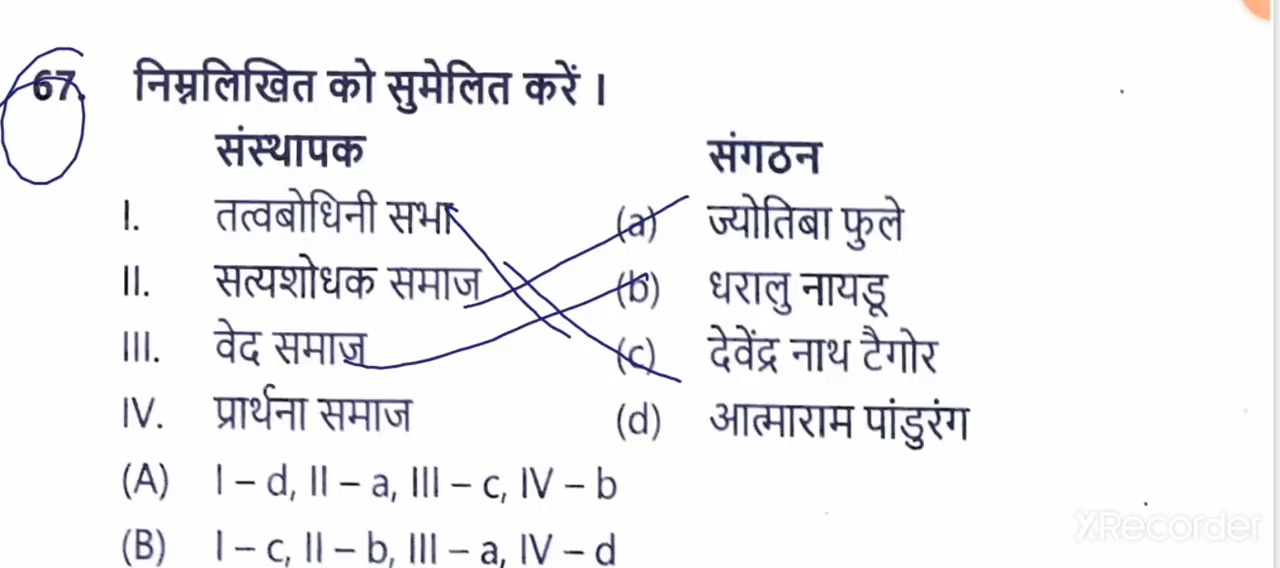 67. निम्नलिखित को सुमेलित करें ।
संस्थापक संगठन
I. तत्वबोधिनी सभा (a) ज्योतिबा फुले
II. सत्यशोधक समाज (b) धरालु नायडू
III. वेद समाज (c) देवेंद्र नाथ टैगोर
IV. प्रार्थना समाज (d) आत्माराम पांडुरंग
(A) I – d, II – a, III – c, IV – b
(B) I – c, II – b, III – a, IV – d
XRecorder